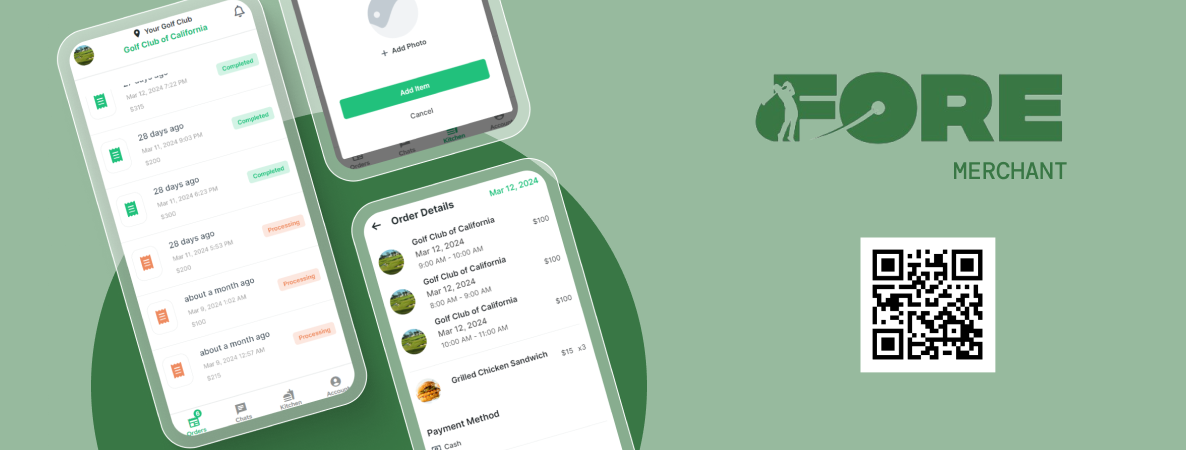 Your Golf Club
Golf Club of California
27 days ago
Mar 12, 2024 7:22 PM
$315
Completed
28 days ago
Mar 11, 2024 9:03 PM
$200
Completed
28 days ago
Mar 11, 2024 6:23 PM
$300
Completed
28 days ago
Mar 11, 2024 5:53 PM
$200
Processing
about a month ago
Mar 9, 2024 1:02 AM
$100
Processing
about a month ago
Mar 9, 2024 12:57 AM
$215
Processing
6
Orders
Chats
Kitchen
Account
+ Add Photo
Add Item
Cancel
Orders
Chats
Kitchen
Account
Order Details
Mar 12, 2024
Golf Club of California
$100
Mar 12, 2024
9:00 AM - 10:00 AM
Golf Club of California
$100
Mar 12, 2024
8:00 AM - 9:00 AM
Golf Club of California
$100
Mar 12, 2024
10:00 AM - 11:00 AM
Grilled Chicken Sandwich
$15 x3
Payment Method
Cash
FORE
MERCHANT